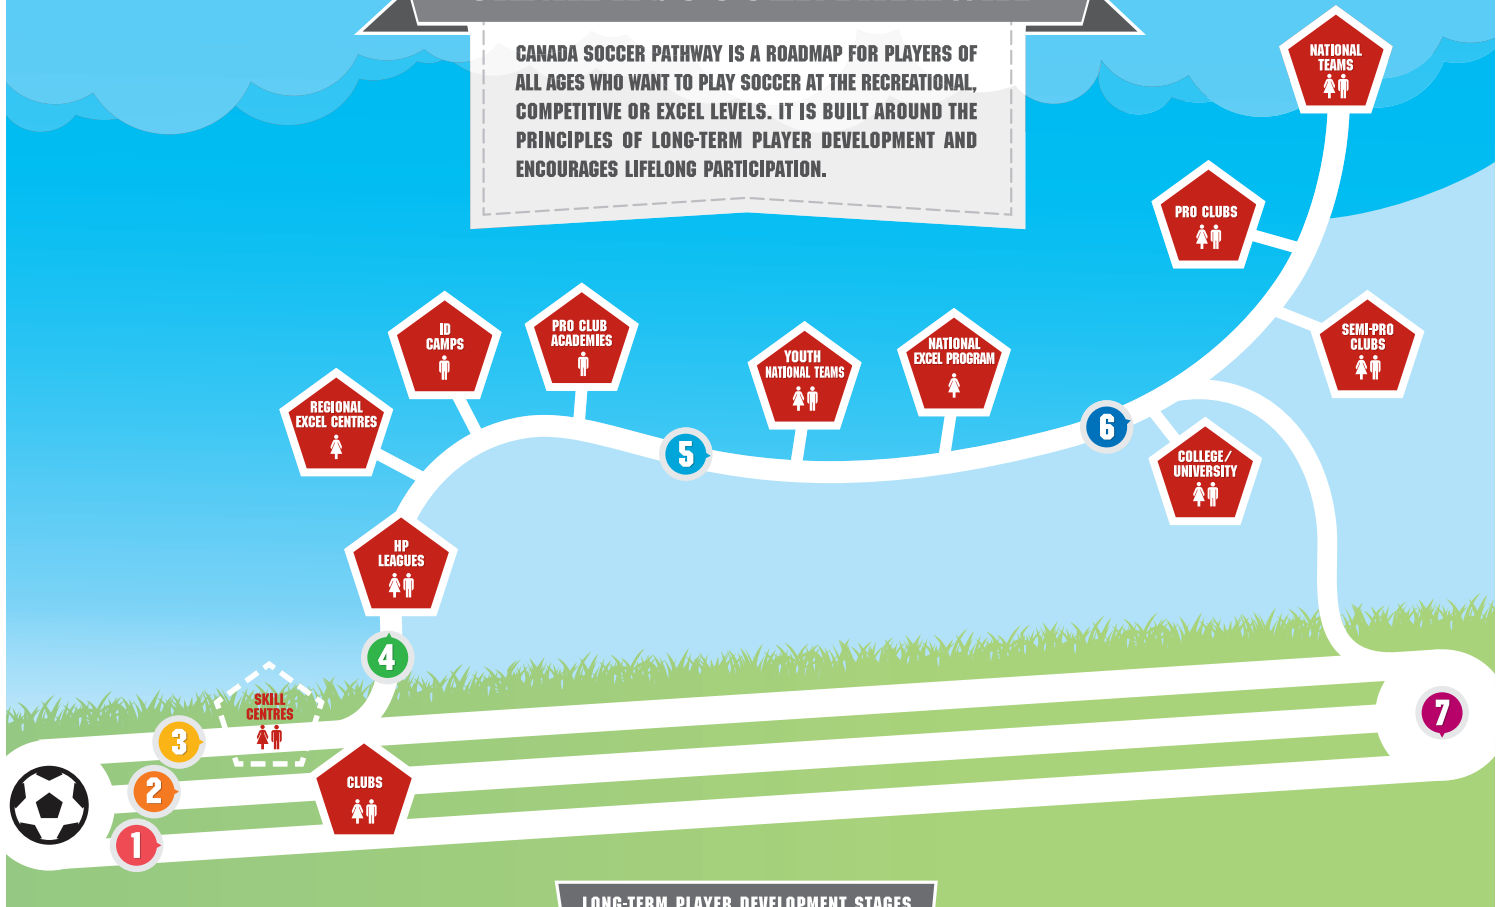 CANADA SOCCER PATHWAY IS A ROADMAP FOR PLAYERS OF
ALL AGES WHO WANT TO PLAY SOCCER AT THE RECREATIONAL,
COMPETITIVE OR EXCEL LEVELS. IT IS BUILT AROUND THE
PRINCIPLES OF LONG-TERM PLAYER DEVELOPMENT AND
ENCOURAGES LIFELONG PARTICIPATION.
NATIONAL
TEAMS
PRO CLUBS
SEMI-PRO
CLUBS
ID
CAMPS
PRO CLUB
ACADEMIES
YOUTH
NATIONAL TEAMS
NATIONAL
EXCEL PROGRAM
REGIONAL
EXCEL CENTRES
6
5
COLLEGE/
UNIVERSITY
HP
LEAGUES
4
SKILL
CENTRES
3
7
2
CLUBS
1
LONG-TERM PLAYER DEVELOPMENT STAGES